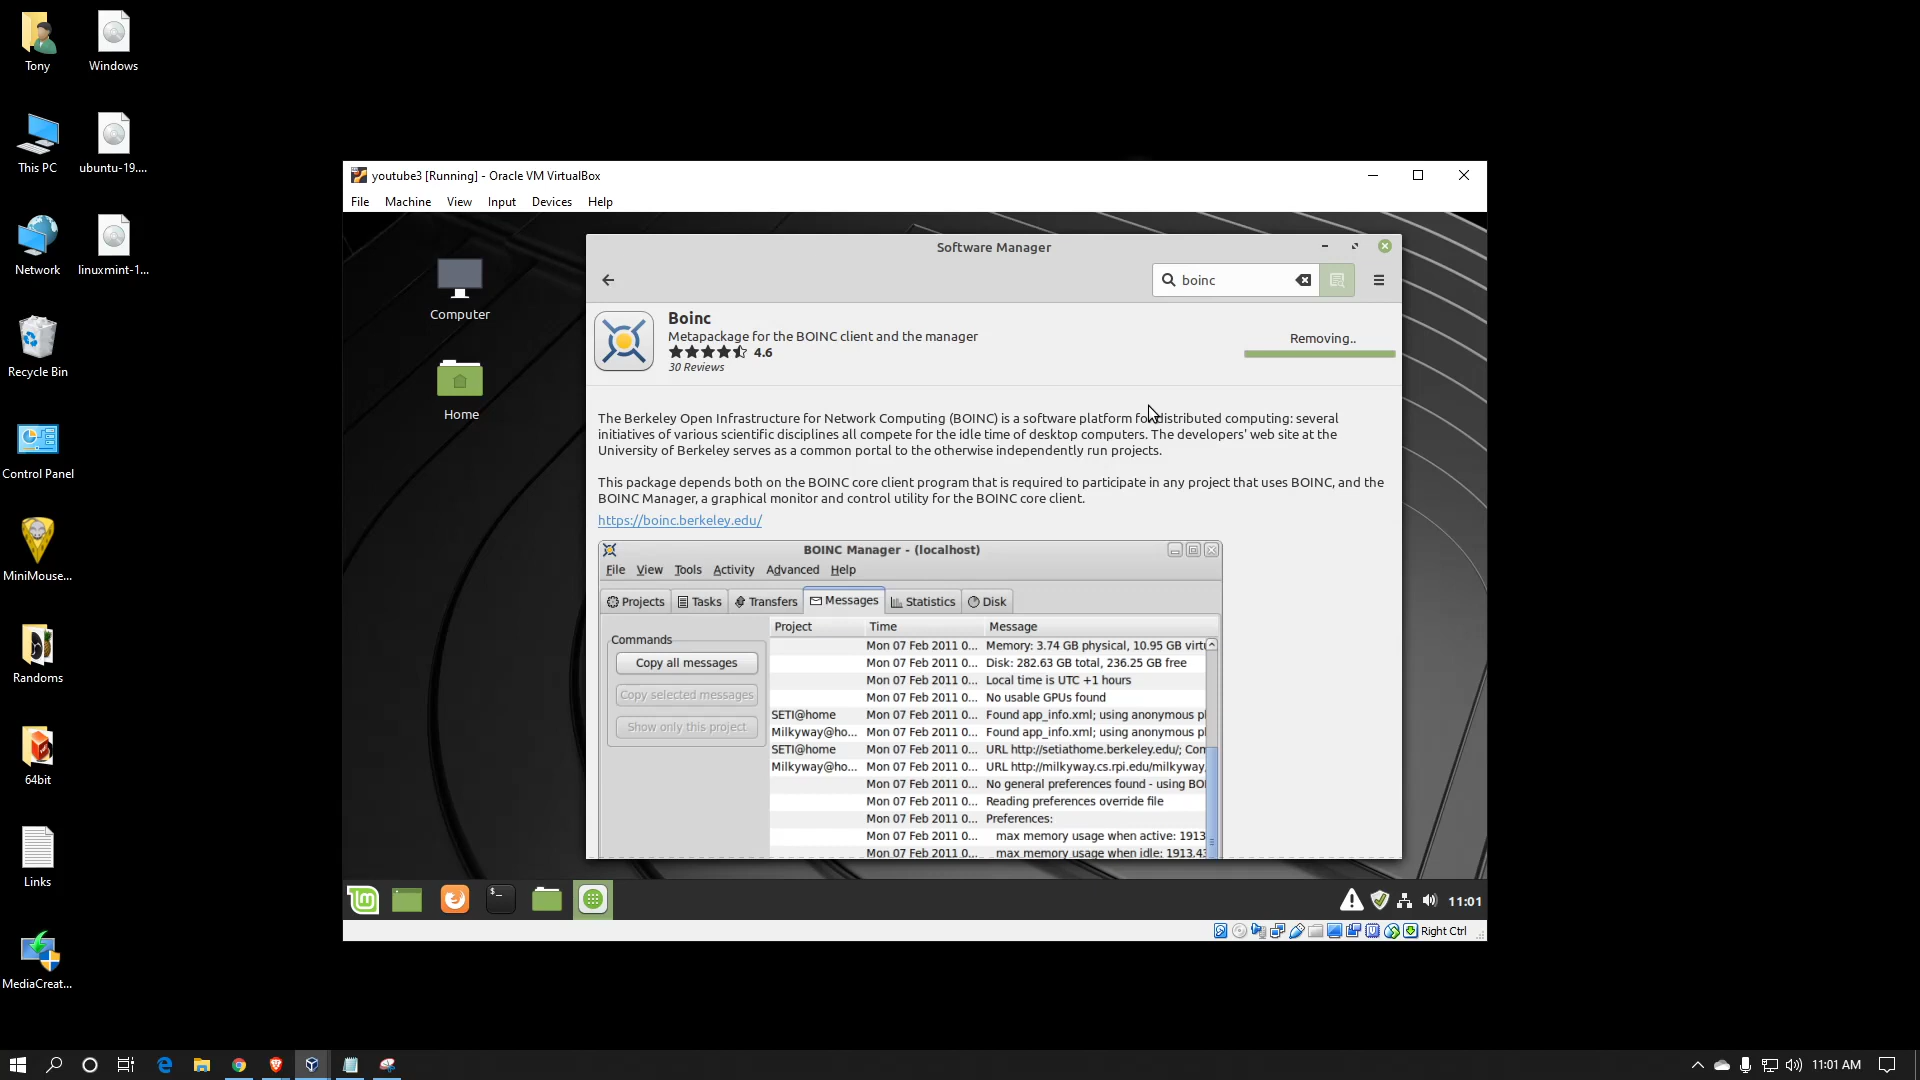 Tony
Windows
This PC
ubuntu-19....
Network
linuxmint-1...
Recycle Bin
Control Panel
MiniMouse...
Randoms
64bit
Links
MediaCreat...
youtube3 [Running] - Oracle VM VirtualBox
File Machine View Input Devices Help
Computer
Home
Software Manager
boinc
Boinc
Metapackage for the BOINC client and the manager
4.6
30 Reviews
Removing..
The Berkeley Open Infrastructure for Network Computing (BOINC) is a software platform for distributed computing: several
initiatives of various scientific disciplines all compete for the idle time of desktop computers. The developers' web site at the
University of Berkeley serves as a common portal to the otherwise independently run projects.
This package depends both on the BOINC core client program that is required to participate in any project that uses BOINC, and the
BOINC Manager, a graphical monitor and control utility for the BOINC core client.
https://boinc.berkeley.edu/
BOINC Manager - (localhost)
File View Tools Activity Advanced Help
Projects Tasks Transfers Messages Statistics Disk
Commands
Copy all messages
Copy selected messages
Show only this project
Project Time Message
Mon 07 Feb 2011 0... Memory: 3.74 GB physical, 10.95 GB virtu
Mon 07 Feb 2011 0... Disk: 282.63 GB total, 236.25 GB free
Mon 07 Feb 2011 0... Local time is UTC +1 hours
Mon 07 Feb 2011 0... No usable GPUs found
SETI@home Mon 07 Feb 2011 0... Found app_info.xml; using anonymous pl
Milkyway@ho... Mon 07 Feb 2011 0... Found app_info.xml; using anonymous pl
SETI@home Mon 07 Feb 2011 0... URL http://setiathome.berkeley.edu/; Com
Milkyway@ho... Mon 07 Feb 2011 0... URL http://milkyway.cs.rpi.edu/milkyway,
Mon 07 Feb 2011 0... No general preferences found - using BOI
Mon 07 Feb 2011 0... Reading preferences override file
Mon 07 Feb 2011 0... Preferences:
Mon 07 Feb 2011 0... max memory usage when active: 1913
Mon 07 Feb 2011 0... max memory usage when idle: 1913.43
11:01
Right Ctrl
11:01 AM